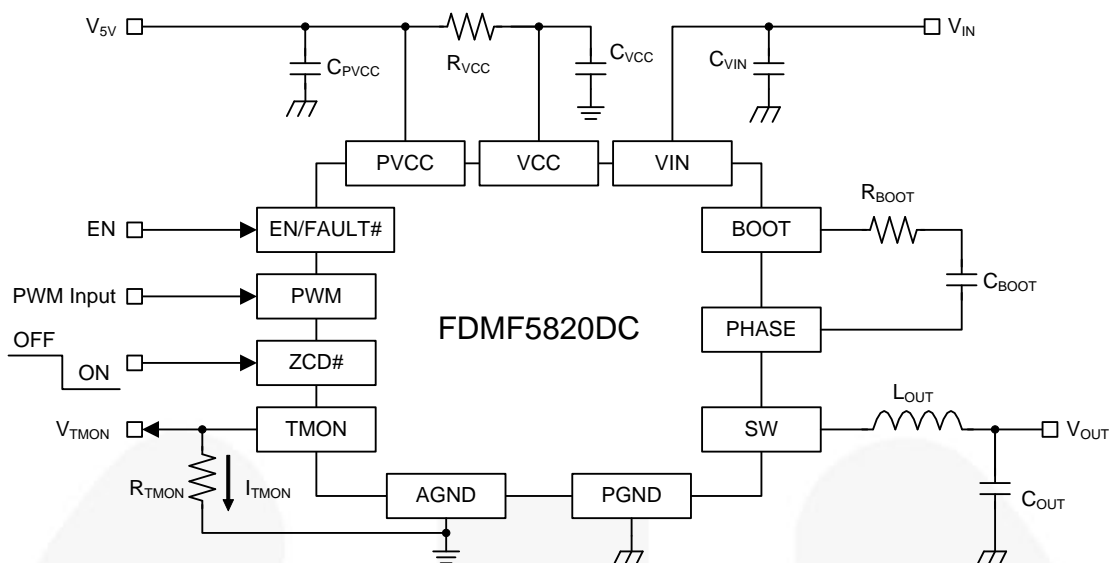 V5V
VIN
CPVCC
RVCC
CVCC
CVIN
PVCC
VCC
VIN
EN
EN/FAULT#
BOOT
RBOOT
CBOOT
PWM Input
PWM
FDMF5820DC
PHASE
OFF
ON
ZCD#
VTMON
TMON
SW
LOUT
VOUT
RTMON
ITMON
AGND
PGND
COUT